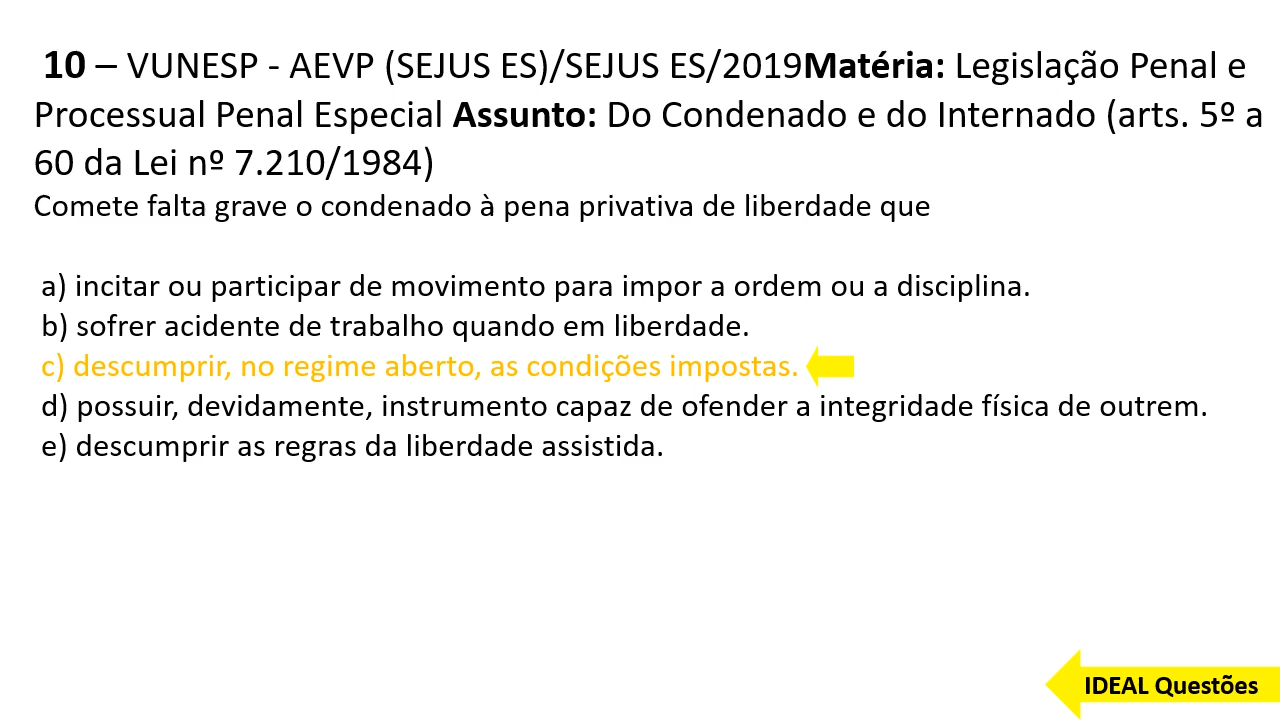 10 – VUNESP - AEVP (SEJUS ES)/SEJUS ES/2019Matéria: Legislação Penal e
Processual Penal Especial Assunto: Do Condenado e do Internado (arts. 5º a
60 da Lei nº 7.210/1984)
Comete falta grave o condenado à pena privativa de liberdade que
a) incitar ou participar de movimento para impor a ordem ou a disciplina.
b) sofrer acidente de trabalho quando em liberdade.
c) descumprir, no regime aberto, as condições impostas.
d) possuir, devidamente, instrumento capaz de ofender a integridade física de outrem.
e) descumprir as regras da liberdade assistida.
IDEAL Questões